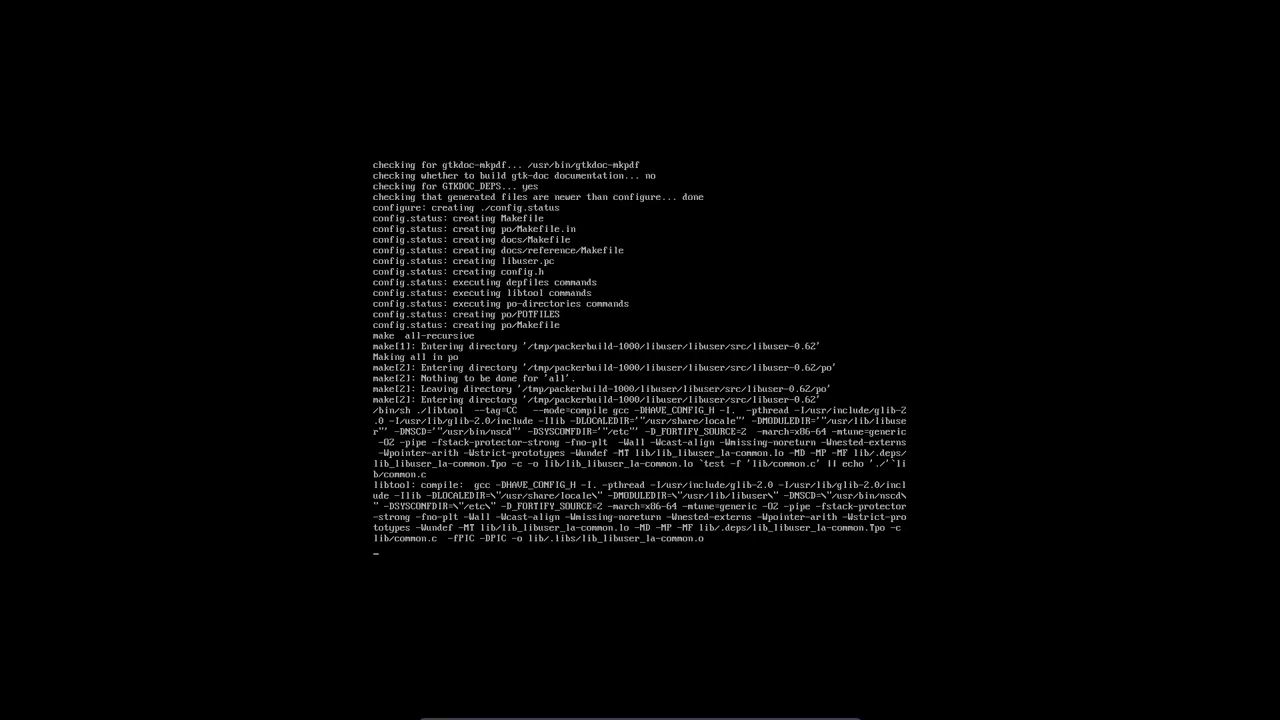 checking for gtkdoc-mkpdf... /usr/bin/gtkdoc-mkpdf
checking whether to build gtk-doc documentation... no
checking for GTKDOC_DEPS... yes
checking that generated files are newer than configure... done
configure: creating ./config.status
config.status: creating Makefile
config.status: creating po/Makefile.in
config.status: creating docs/Makefile
config.status: creating docs/reference/Makefile
config.status: creating libuser.pc
config.status: creating config.h
config.status: executing depfiles commands
config.status: executing libtool commands
config.status: executing po-directories commands
config.status: creating po/POTFILES
config.status: creating po/Makefile
make  all-recursive
make[1]: Entering directory '/tmp/packerbuild-1000/libuser/libuser/src/libuser-0.62'
Making all in po
make[2]: Entering directory '/tmp/packerbuild-1000/libuser/libuser/src/libuser-0.62/po'
make[2]: Nothing to be done for 'all'.
make[2]: Leaving directory '/tmp/packerbuild-1000/libuser/libuser/src/libuser-0.62/po'
make[2]: Entering directory '/tmp/packerbuild-1000/libuser/libuser/src/libuser-0.62'
/bin/sh ./libtool  --tag=CC   --mode=compile gcc -DHAVE_CONFIG_H -I.  -pthread -I/usr/include/glib-2
.0 -I/usr/lib/glib-2.0/include -Ilib -DLOCALEDIR='"/usr/share/locale"' -DMODULEDIR='"/usr/lib/libuse
r"' -DNSCD='"/usr/bin/nscd"' -DSYSCONFDIR='"/etc"' -D_FORTIFY_SOURCE=2  -march=x86-64 -mtune=generic
 -O2 -pipe -fstack-protector-strong -fno-plt  -Wall -Wcast-align -Wmissing-noreturn -Wnested-externs
 -Wpointer-arith -Wstrict-prototypes -Wundef -MT lib/lib_libuser_la-common.lo -MD -MP -MF lib/.deps/
lib_libuser_la-common.Tpo -c -o lib/lib_libuser_la-common.lo `test -f 'lib/common.c' || echo './'`li
b/common.c
libtool: compile:  gcc -DHAVE_CONFIG_H -I. -pthread -I/usr/include/glib-2.0 -I/usr/lib/glib-2.0/incl
ude -Ilib -DLOCALEDIR=\"/usr/share/locale\" -DMODULEDIR=\"/usr/lib/libuser\" -DNSCD=\"/usr/bin/nscd\
" -DSYSCONFDIR=\"/etc\" -D_FORTIFY_SOURCE=2 -march=x86-64 -mtune=generic -O2 -pipe -fstack-protector
-strong -fno-plt -Wall -Wcast-align -Wmissing-noreturn -Wnested-externs -Wpointer-arith -Wstrict-pro
totypes -Wundef -MT lib/lib_libuser_la-common.lo -MD -MP -MF lib/.deps/lib_libuser_la-common.Tpo -c
lib/common.c  -fPIC -DPIC -o lib/.libs/lib_libuser_la-common.o